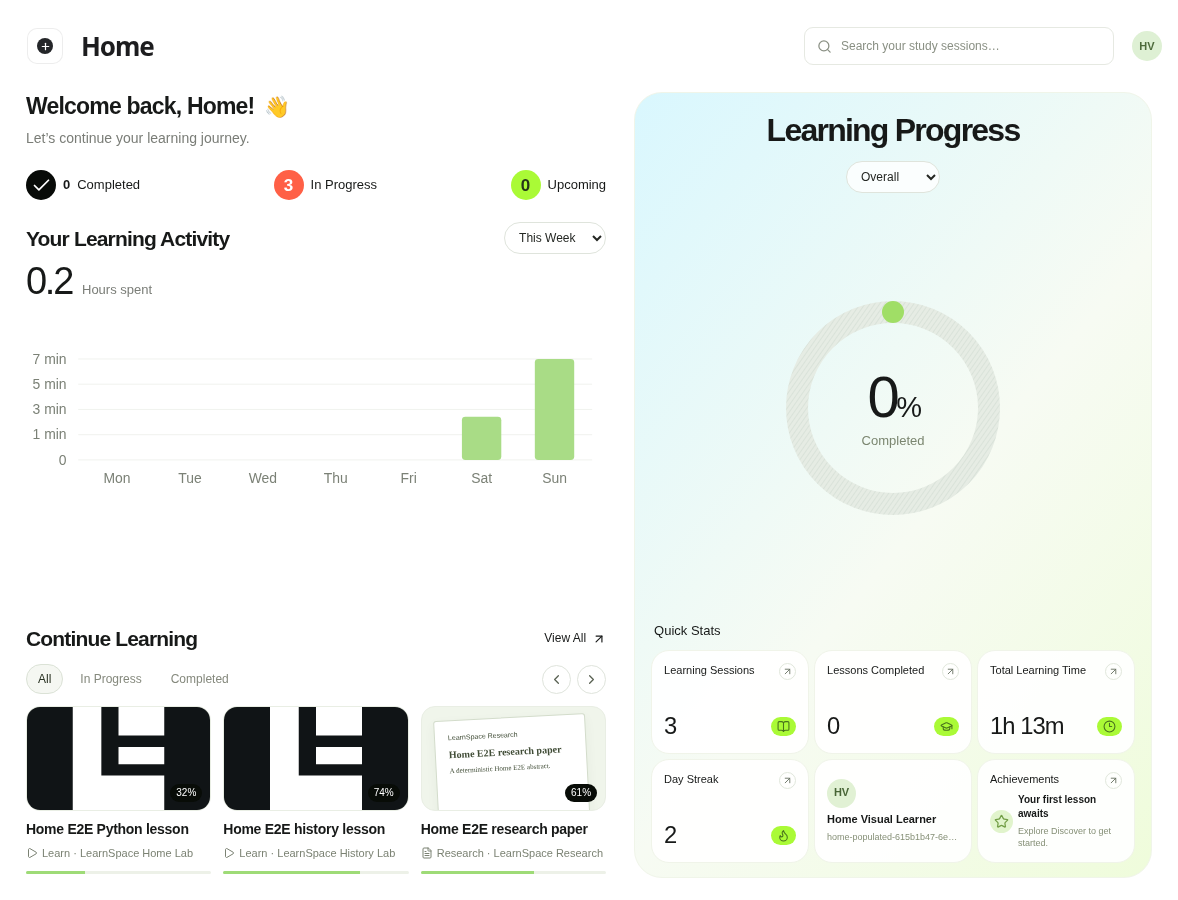 Home
Search your study sessions…
HV
Welcome back, Home! 👋
Let's continue your learning journey.
0 Completed
3 In Progress
0 Upcoming
Your Learning Activity
This Week
0.2 Hours spent
7 min
5 min
3 min
1 min
0
Mon Tue Wed Thu Fri Sat Sun
Continue Learning
View All
All In Progress Completed
32%
Home E2E Python lesson
Learn · LearnSpace Home Lab
74%
Home E2E history lesson
Learn · LearnSpace History Lab
LearnSpace Research
Home E2E research paper
A deterministic Home E2E abstract.
61%
Home E2E research paper
Research · LearnSpace Research
Learning Progress
Overall
0%
Completed
Quick Stats
Learning Sessions
3
Lessons Completed
0
Total Learning Time
1h 13m
Day Streak
2
HV
Home Visual Learner
home-populated-615b1b47-6e…
Achievements
Your first lesson
awaits
Explore Discover to get
started.